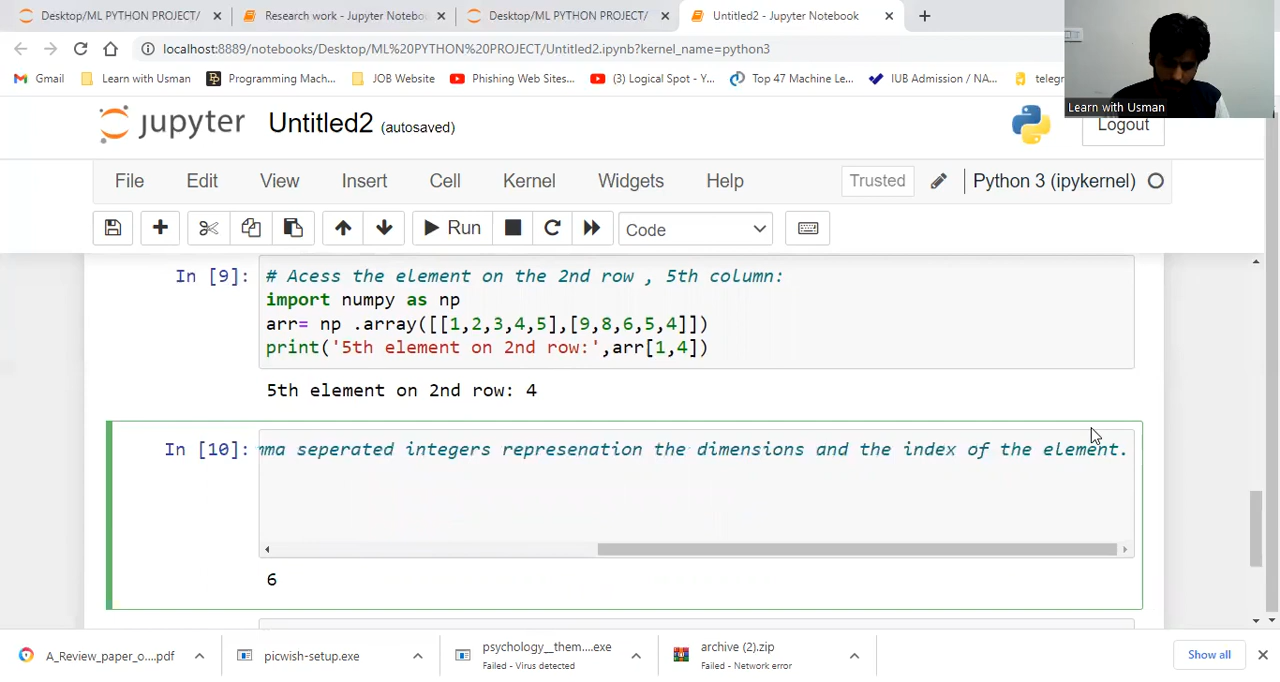 Desktop/ML PYTHON PROJECT/
Research work - Jupyter Notebo
Desktop/ML PYTHON PROJECT/
Untitled2 - Jupyter Notebook
localhost:8889/notebooks/Desktop/ML%20PYTHON%20PROJECT/Untitled2.ipynb?kernel_name=python3
Gmail
Learn with Usman
Programming Mach...
JOB Website
Phishing Web Sites...
(3) Logical Spot - Y...
Top 47 Machine Le...
IUB Admission / NA...
telegr
Learn with Usman
jupyter Untitled2 (autosaved)
Logout
File Edit View Insert Cell Kernel Widgets Help
Trusted
Python 3 (ipykernel)
Run
Code
In [9]:
# Acess the element on the 2nd row , 5th column:
import numpy as np
arr= np .array([[1,2,3,4,5],[9,8,6,5,4]])
print('5th element on 2nd row:',arr[1,4])
5th element on 2nd row: 4
In [10]:
mma seperated integers represenation the dimensions and the index of the element.
6
A_Review_paper_o....pdf
picwish-setup.exe
psychology__them....exe
Failed - Virus detected
archive (2).zip
Failed - Network error
Show all